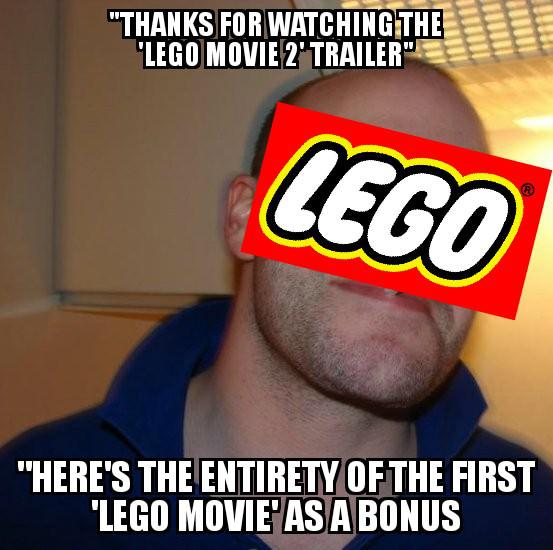 "THANKS FOR WATCHING THE
'LEGO MOVIE 2' TRAILER"
LEGO®
"HERE'S THE ENTIRETY OF THE FIRST
'LEGO MOVIE' AS A BONUS